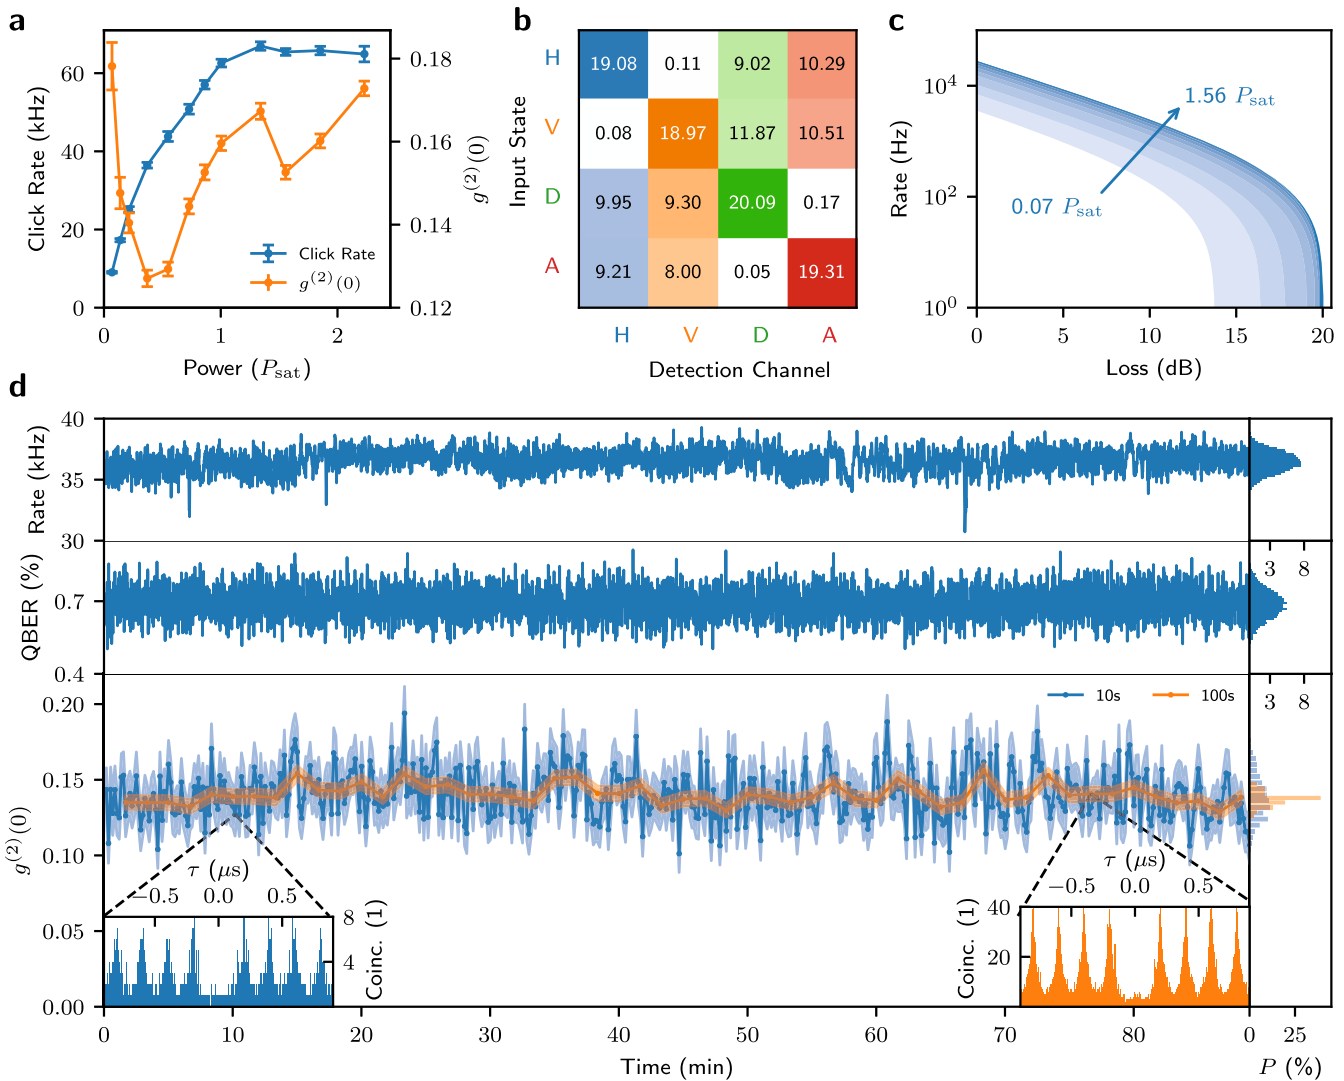 a
Click Rate (kHz)
60
40
20
0
0.18
0.16
0.14
0.12
g(2)(0)
Click Rate
g(2)(0)
0 1 2
Power (Psat)
b
Input State
H
V
D
A
19.08 0.11 9.02 10.29
0.08 18.97 11.87 10.51
9.95 9.30 20.09 0.17
9.21 8.00 0.05 19.31
H V D A
Detection Channel
c
Rate (Hz)
10^4
10^2
10^0
1.56 Psat
0.07 Psat
0 5 10 15 20
Loss (dB)
d
Rate (kHz)
40
35
30
3 8
QBER (%)
0.7
0.4
3 8
g(2)(0)
0.20
0.15
0.10
0.05
0.00
10s 100s
τ (μs)
−0.5 0.0 0.5
8
4
Coinc. (1)
τ (μs)
−0.5 0.0 0.5
40
20
Coinc. (1)
0 10 20 30 40 50 60 70 80 0 25
Time (min)
P (%)